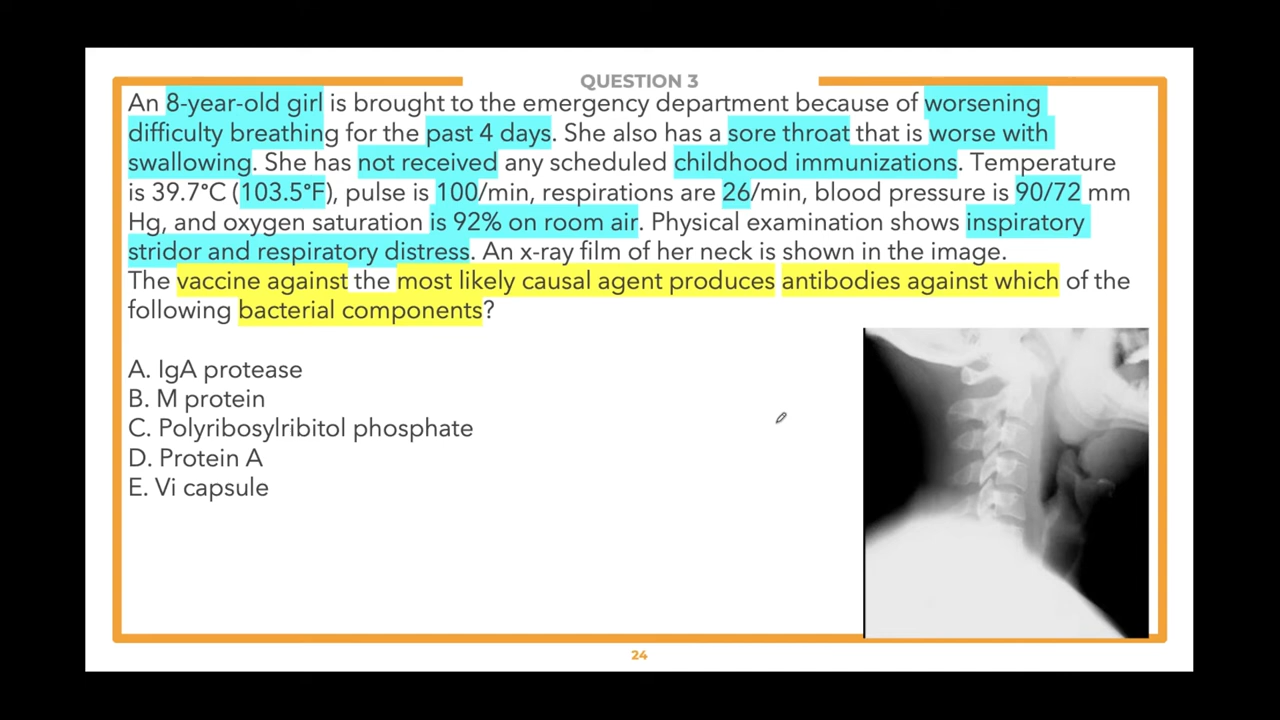 QUESTION 3
An 8-year-old girl is brought to the emergency department because of worsening
difficulty breathing for the past 4 days. She also has a sore throat that is worse with
swallowing. She has not received any scheduled childhood immunizations. Temperature
is 39.7°C (103.5°F), pulse is 100/min, respirations are 26/min, blood pressure is 90/72 mm
Hg, and oxygen saturation is 92% on room air. Physical examination shows inspiratory
stridor and respiratory distress. An x-ray film of her neck is shown in the image.
The vaccine against the most likely causal agent produces antibodies against which of the
following bacterial components?
A. IgA protease
B. M protein
C. Polyribosylribitol phosphate
D. Protein A
E. Vi capsule
24